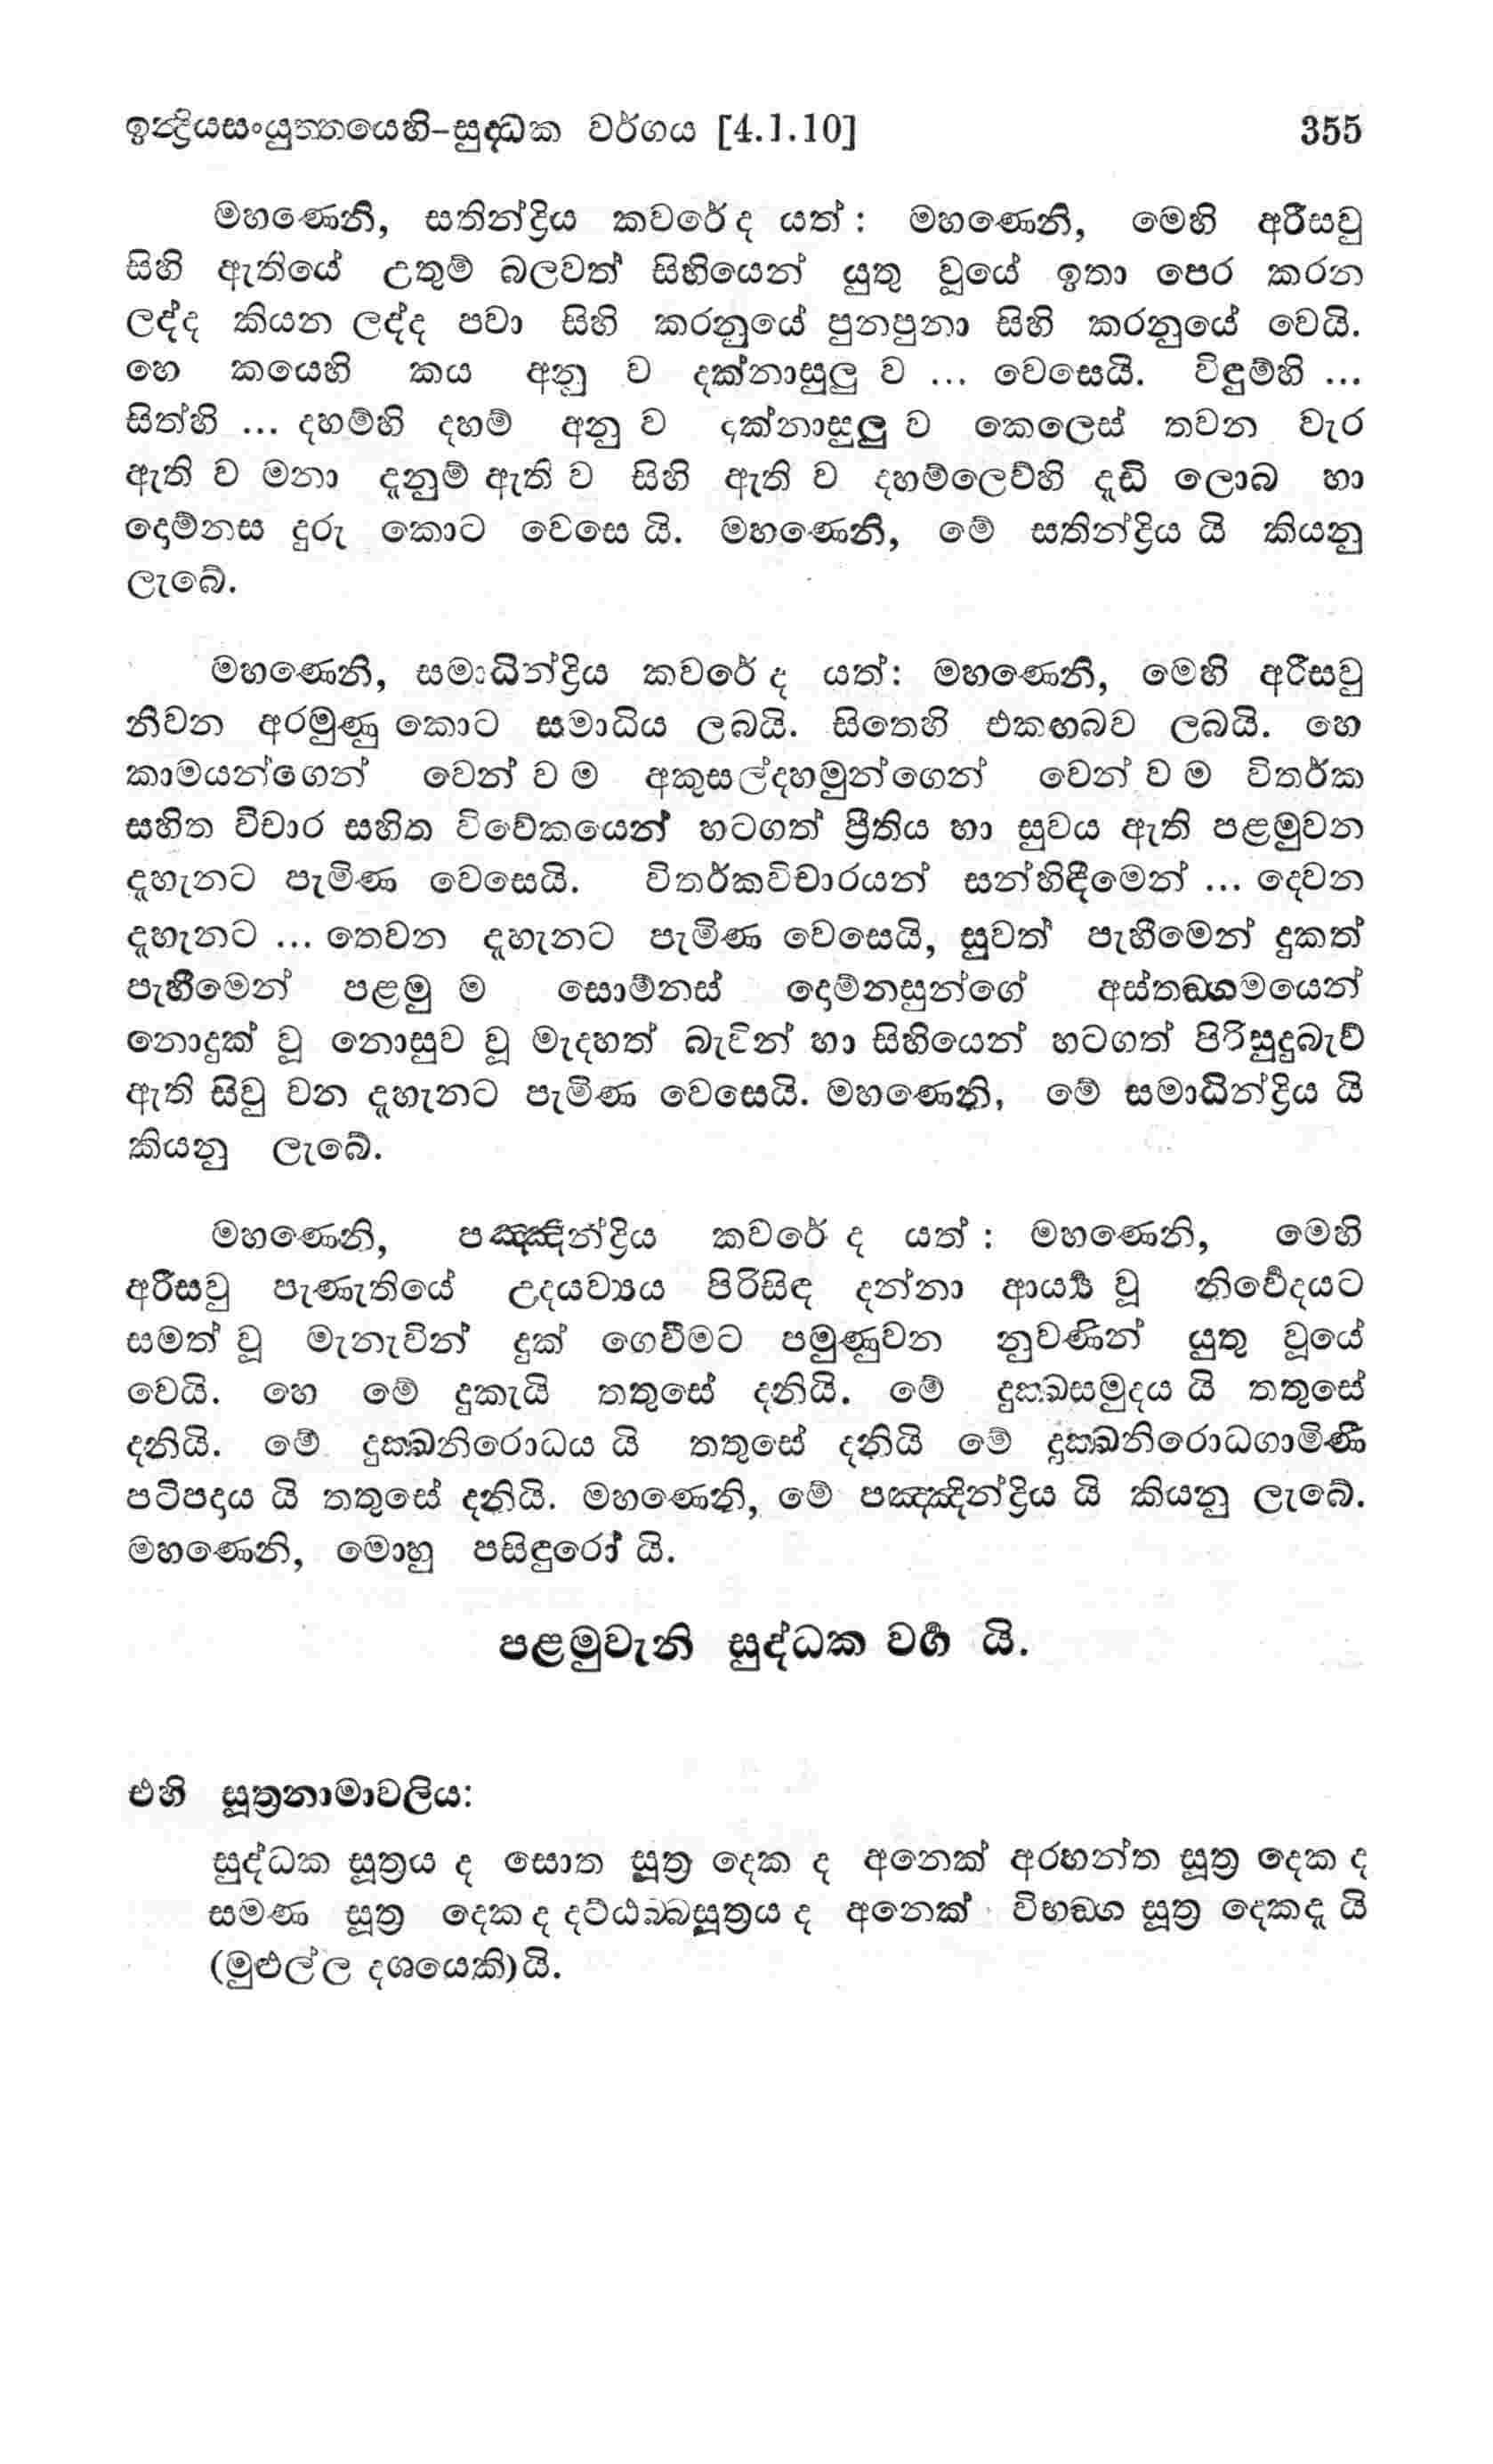 ඉන්ද්‍රියසංයුත්තයෙහි-සුද්ධක වර්ගය [4.1.10] 355
මහණෙනි, සතින්ද්‍රිය කවරේ ද යත් : මහණෙනි, මෙහි අරීසවු
සිහි ඇතියේ උතුම් බලවත් සිහියෙන් යුතු වූයේ ඉතා පෙර කරන
ලද්ද කියන ලද්ද පවා සිහි කරනුයේ පුනපුනා සිහි කරනුයේ වෙයි.
හෙ කයෙහි කය අනු ව දක්නාසුලු ව ... වෙසෙයි. විඳුම්හි ...
සිත්හි ... දහම්හි දහම් අනු ව දක්නාසුලු ව කෙලෙස් තවන වැර
ඇති ව මනා දැනුම් ඇති ව සිහි ඇති ව දහම්ලෙව්හි දැඩි ලොබ හා
දොම්නස දුරු කොට වෙසෙ යි. මහණෙනි, මේ සතින්ද්‍රිය යි කියනු
ලැබේ.
මහණෙනි, සමාධින්ද්‍රිය කවරේ ද යත්: මහණෙනි, මෙහි අරීසවු
නිවන අරමුණු කොට සමාධිය ලබයි. සිතෙහි එකඟබව ලබයි. හෙ
කාමයන්ගෙන් වෙන් ව ම අකුසල්දහමුන්ගෙන් වෙන් ව ම විතර්ක
සහිත විචාර සහිත විවේකයෙන් හටගත් ප්‍රීතිය හා සුවය ඇති පළමුවන
දැහැනට පැමිණ වෙසෙයි. විතර්කවිචාරයන් සන්හිඳීමෙන් ... දෙවන
දැහැනට ... තෙවන දැහැනට පැමිණ වෙසෙයි, සුවත් පැහීමෙන් දුකත්
පැහීමෙන් පළමු ම සොම්නස් දොම්නසුන්ගේ අස්තඞ්ගමයෙන්
නොදුක් වූ නොසුව වූ මැදහත් බැවින් හා සිහියෙන් හටගත් පිරිසුදුබැව්
ඇති සිවු වන දැහැනට පැමිණ වෙසෙයි. මහණෙනි, මේ සමාධින්ද්‍රිය යි
කියනු ලැබේ.
මහණෙනි, පඤ්ඤින්ද්‍රිය කවරේ ද යත් : මහණෙනි, මෙහි
අරීසවු පැණැතියේ උදයව්‍යය පිරිසිඳ දන්නා ආර්‍ය්‍ය වූ නිර්‍වේදයට
සමත් වූ මැනැවින් දුක් ගෙවීමට පමුණුවන නුවණින් යුතු වූයේ
වෙයි. හෙ මේ දුකැයි තතුසේ දනියි. මේ දුක්ඛසමුදය යි තතුසේ
දනියි. මේ දුක්ඛනිරොධය යි තතුසේ දනියි මේ දුක්ඛනිරොධගාමිණී
පටිපදාය යි තතුසේ දනියි. මහණෙනි, මේ පඤ්ඤින්ද්‍රිය යි කියනු ලැබේ.
මහණෙනි, මොහු පසිඳුරෝ යි.
පළමුවැනි සුද්ධක වර්‍ග යි.
එහි සූත්‍රනාමාවලිය:
සුද්ධක සූත්‍රය ද සොත සූත්‍ර දෙක ද අනෙක් අරහන්ත සූත්‍ර දෙක ද
සමණ සූත්‍ර දෙක ද දට්ඨබ්බසූත්‍රය ද අනෙක් විභඞ්ග සූත්‍ර දෙකදැ යි
(මුළුල්ල දශයෙකි)යි.